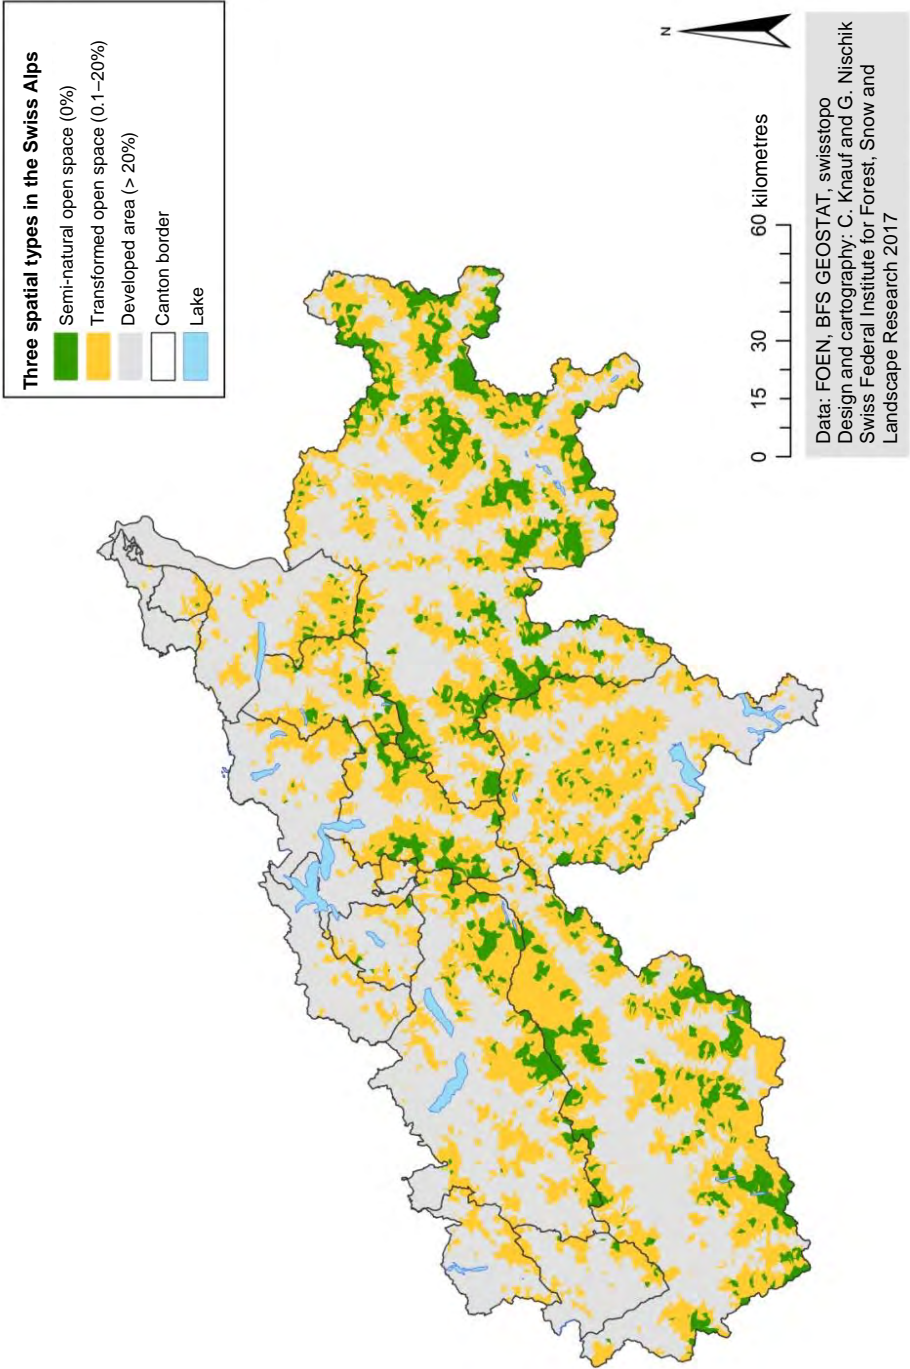 Three spatial types in the Swiss Alps
Semi-natural open space (0%)
Transformed open space (0.1–20%)
Developed area (> 20%)
Canton border
Lake
N
0 15 30 60 kilometres
Data: FOEN, BFS GEOSTAT, swisstopo
Design and cartography: C. Knauf and G. Nischik
Swiss Federal Institute for Forest, Snow and
Landscape Research 2017